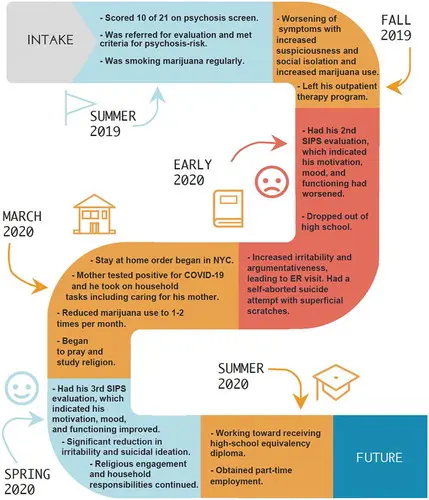 INTAKE
- Scored 10 of 21 on psychosis screen.
- Was referred for evaluation and met
criteria for psychosis-risk.
- Was smoking marijuana regularly.
SUMMER
2019
FALL
2019
- Worsening of
symptoms with
increased
suspiciousness and
social isolation and
increased marijuana use.
- Left his outpatient
therapy program.
EARLY
2020
- Had his 2nd
SIPS evaluation,
which indicated
his motivation,
mood, and
functioning had
worsened.
- Dropped out of
high school.
- Increased irritability and
argumentativeness,
leading to ER visit. Had a
self-aborted suicide
attempt with superficial
scratches.
MARCH
2020
- Stay at home order began in NYC.
- Mother tested positive for COVID-19
and he took on household
tasks including caring for his mother.
- Reduced marijuana use to 1-2
times per month.
- Began
to pray and
study religion.
SPRING
2020
- Had his 3rd SIPS
evaluation, which
indicated his
motivation, mood,
and functioning improved.
- Significant reduction in
irritability and suicidal ideation.
- Religious engagement
and household
responsibilities continued.
SUMMER
2020
- Working toward receiving
high-school equivalency
diploma.
- Obtained part-time
employment.
FUTURE